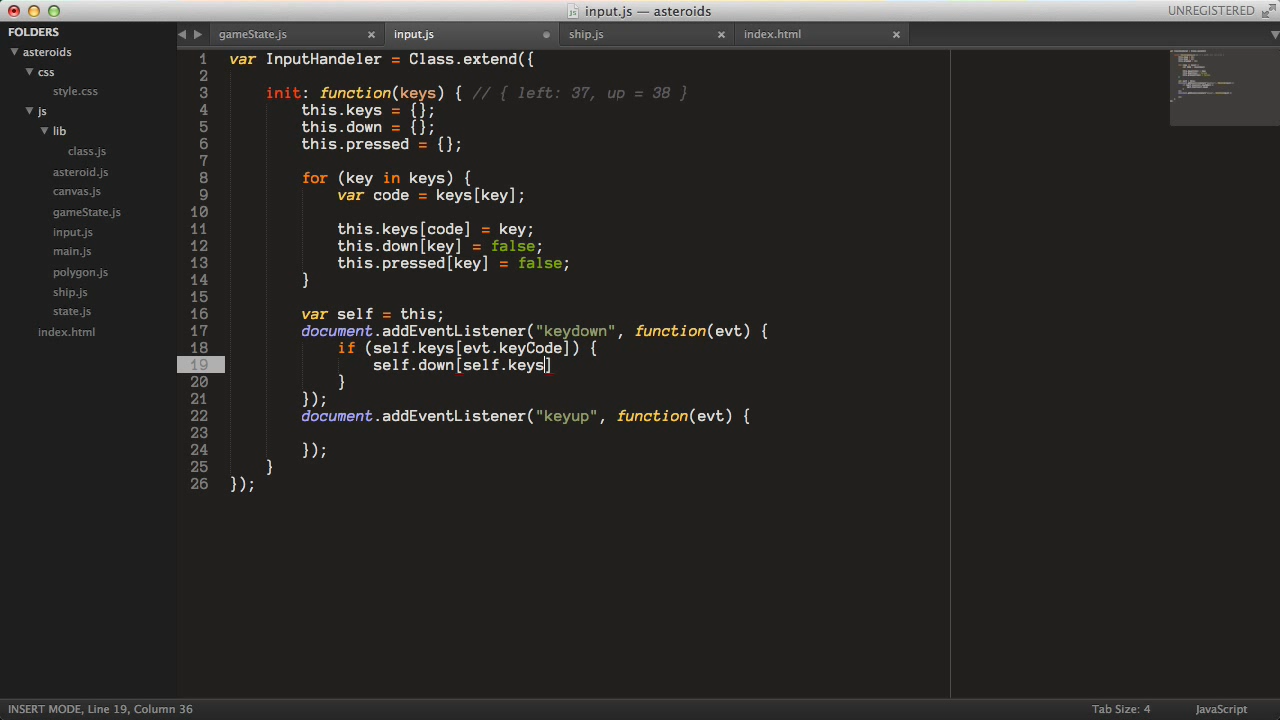 input.js — asteroids
UNREGISTERED
FOLDERS
asteroids
css
style.css
js
lib
class.js
asteroid.js
canvas.js
gameState.js
input.js
main.js
polygon.js
ship.js
state.js
index.html
gameState.js
input.js
ship.js
index.html
1 var InputHandeler = Class.extend({
2
3 init: function(keys) { // { left: 37, up = 38 }
4 this.keys = {};
5 this.down = {};
6 this.pressed = {};
7
8 for (key in keys) {
9 var code = keys[key];
10
11 this.keys[code] = key;
12 this.down[key] = false;
13 this.pressed[key] = false;
14 }
15
16 var self = this;
17 document.addEventListener("keydown", function(evt) {
18 if (self.keys[evt.keyCode]) {
19 self.down[self.keys]
20 }
21 });
22 document.addEventListener("keyup", function(evt) {
23
24 });
25 }
26 });
INSERT MODE, Line 19, Column 36
Tab Size: 4
JavaScript